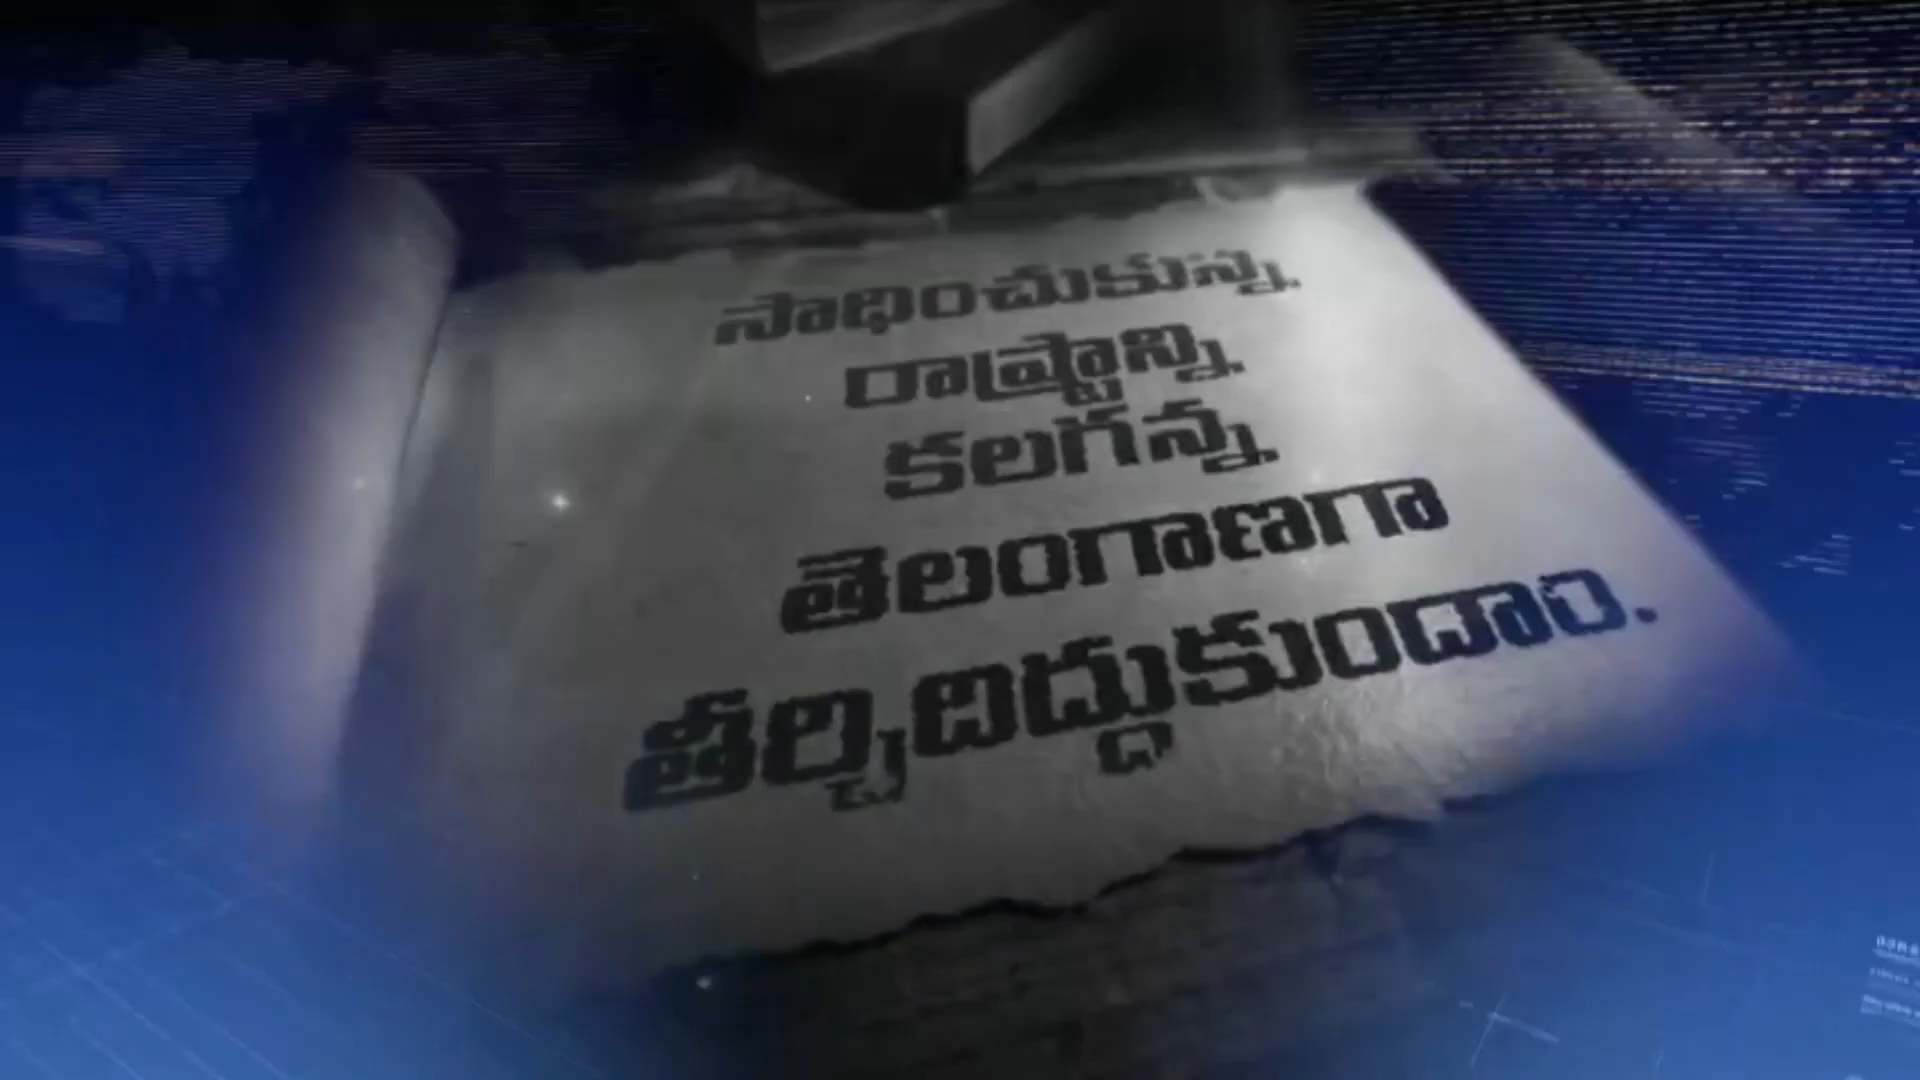 సాధించుకున్న
రాష్ట్రాన్ని
కలగన్న
తెలంగాణగా
తీర్చిదిద్దుకుందాం.